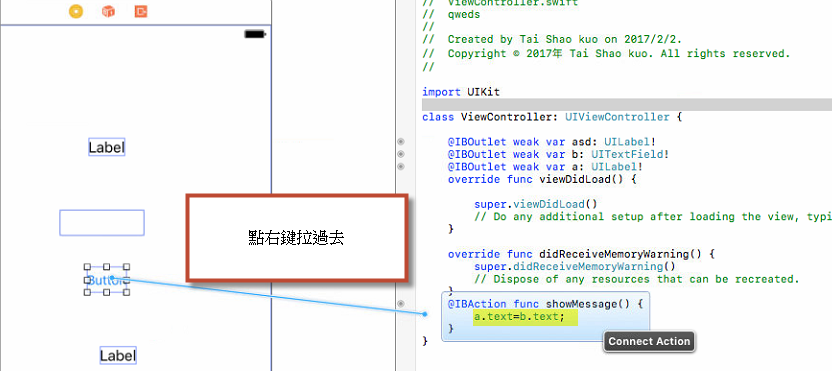 Label
Button
Label
點右鍵拉過去
// ViewController.swift
// qweds
//
// Created by Tai Shao kuo on 2017/2/2.
// Copyright © 2017年 Tai Shao kuo. All rights reserved.
//
import UIKit
class ViewController: UIViewController {
@IBOutlet weak var asd: UILabel!
@IBOutlet weak var b: UITextField!
@IBOutlet weak var a: UILabel!
override func viewDidLoad() {
super.viewDidLoad()
// Do any additional setup after loading the view, typi
}
override func didReceiveMemoryWarning() {
super.didReceiveMemoryWarning()
// Dispose of any resources that can be recreated.
}
@IBAction func showMessage() {
a.text=b.text;
}
}
Connect Action